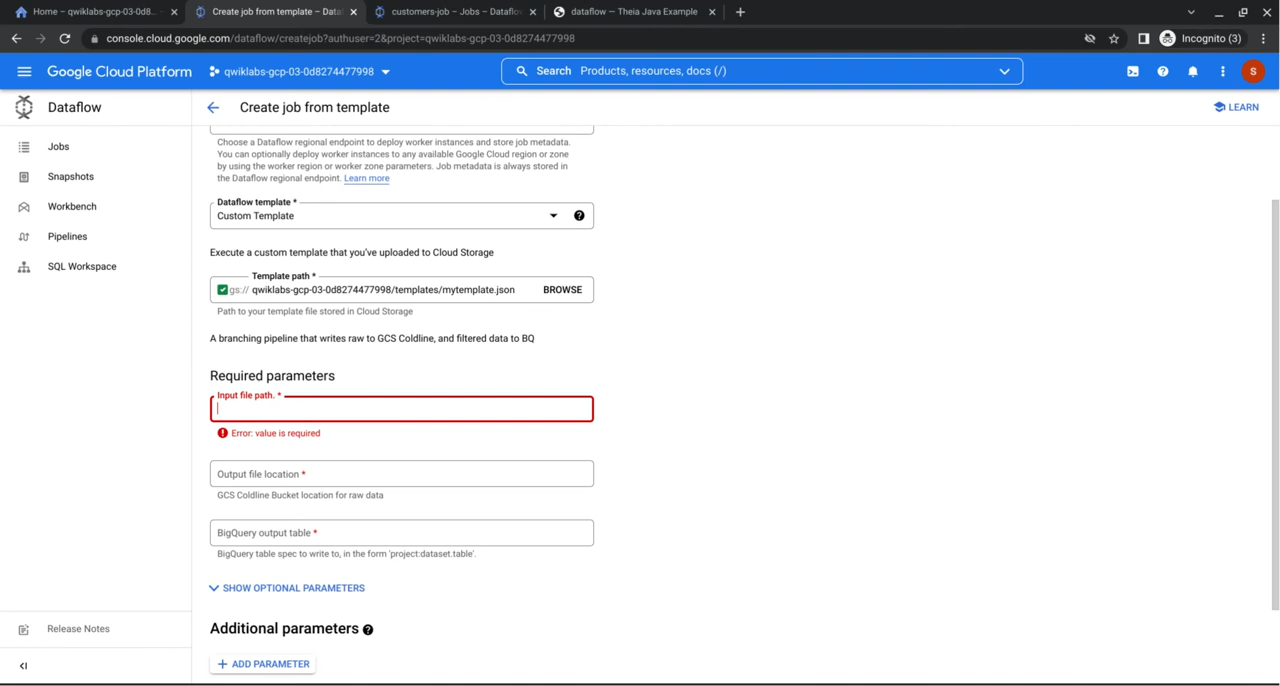 Home – qwiklabs-gcp-03-0d8...
Create job from template – Data
customers-job – Jobs – Dataflow
dataflow — Theia Java Example
console.cloud.google.com/dataflow/createjob?authuser=2&project=qwiklabs-gcp-03-0d8274477998
Incognito (3)
Google Cloud Platform
qwiklabs-gcp-03-0d8274477998
Search Products, resources, docs (/)
S
Dataflow
Create job from template
LEARN
Jobs
Snapshots
Workbench
Pipelines
SQL Workspace
Release Notes
Choose a Dataflow regional endpoint to deploy worker instances and store job metadata.
You can optionally deploy worker instances to any available Google Cloud region or zone
by using the worker region or worker zone parameters. Job metadata is always stored in
the Dataflow regional endpoint. Learn more
Dataflow template *
Custom Template
Execute a custom template that you've uploaded to Cloud Storage
Template path *
gs:// qwiklabs-gcp-03-0d8274477998/templates/mytemplate.json
BROWSE
Path to your template file stored in Cloud Storage
A branching pipeline that writes raw to GCS Coldline, and filtered data to BQ
Required parameters
Input file path. *
Error: value is required
Output file location *
GCS Coldline Bucket location for raw data
BigQuery output table *
BigQuery table spec to write to, in the form 'project:dataset.table'.
SHOW OPTIONAL PARAMETERS
Additional parameters
ADD PARAMETER